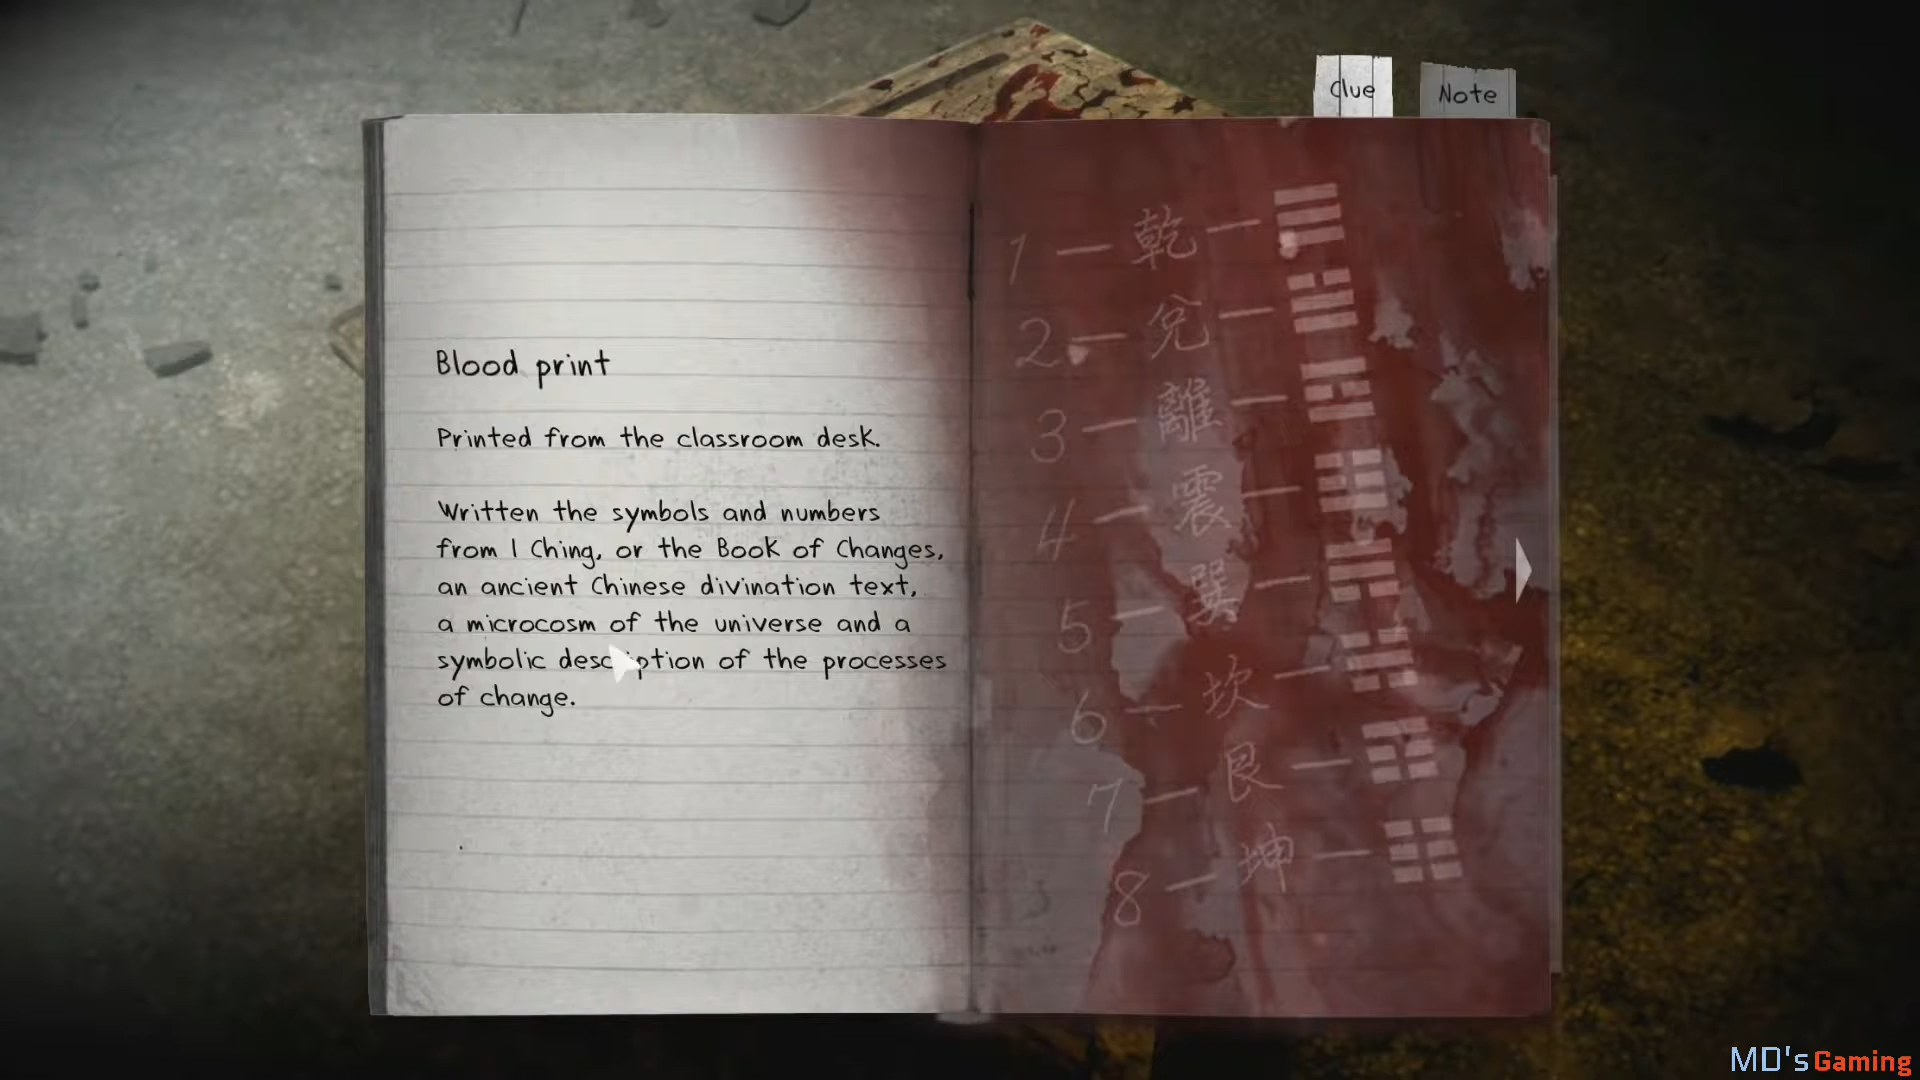 Clue
Note
Blood print
Printed from the classroom desk.
Written the symbols and numbers
from I Ching, or the Book of Changes,
an ancient Chinese divination text,
a microcosm of the universe and a
symbolic description of the processes
of change.
1 — 乾 — ☰
2 — 兌 — ☱
3 — 離 — ☲
4 — 震 — ☳
5 — 巽 — ☴
6 — 坎 — ☵
7 — 艮 — ☶
8 — 坤 — ☷
MD'sGaming